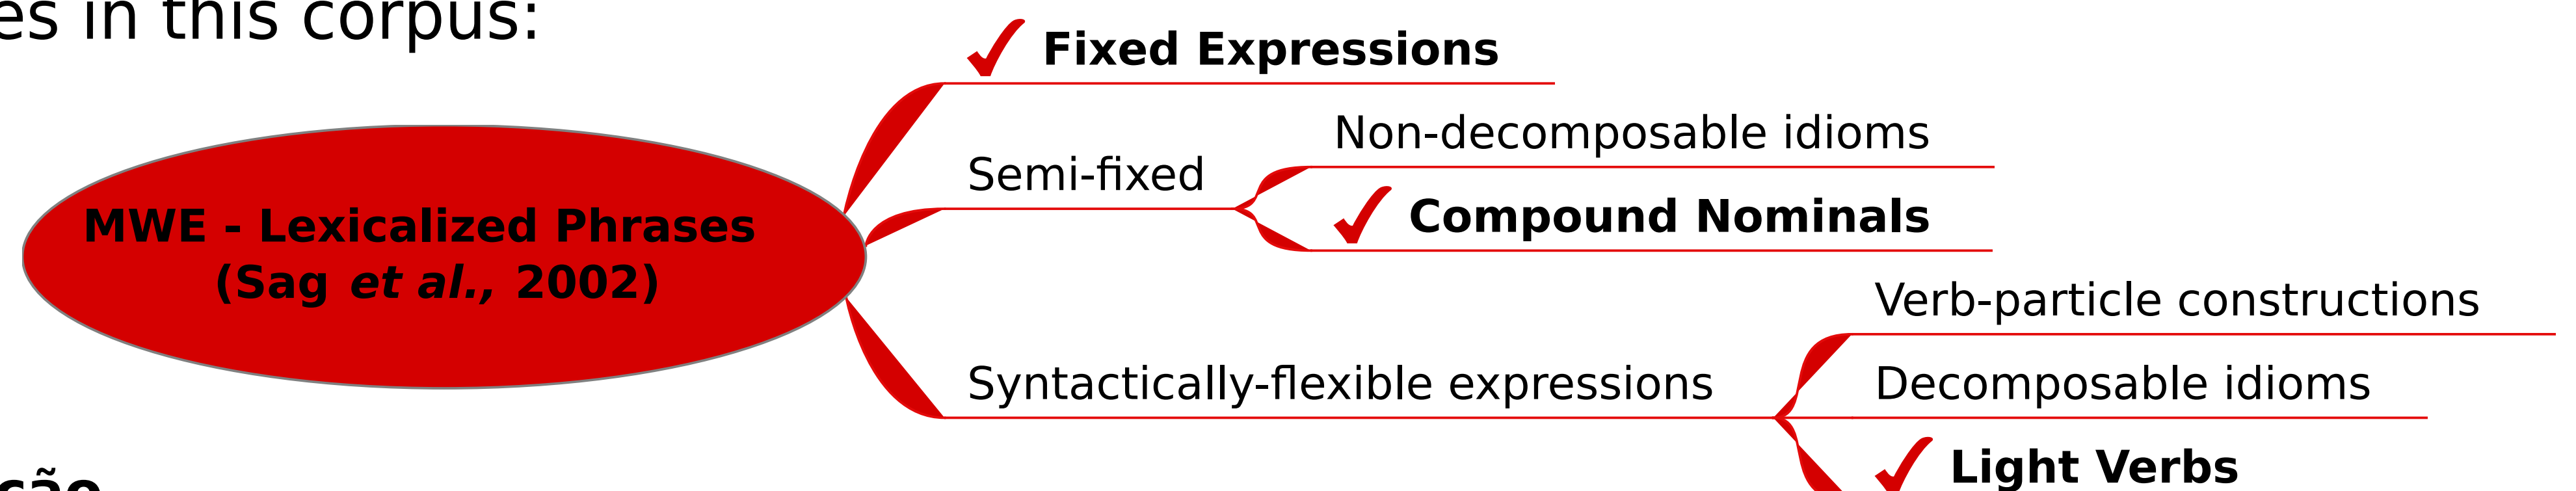 es in this corpus:
Fixed Expressions
Non-decomposable idioms
Semi-fixed
Compound Nominals
MWE - Lexicalized Phrases
(Sag et al., 2002)
Verb-particle constructions
Syntactically-flexible expressions
Decomposable idioms
Light Verbs
ção